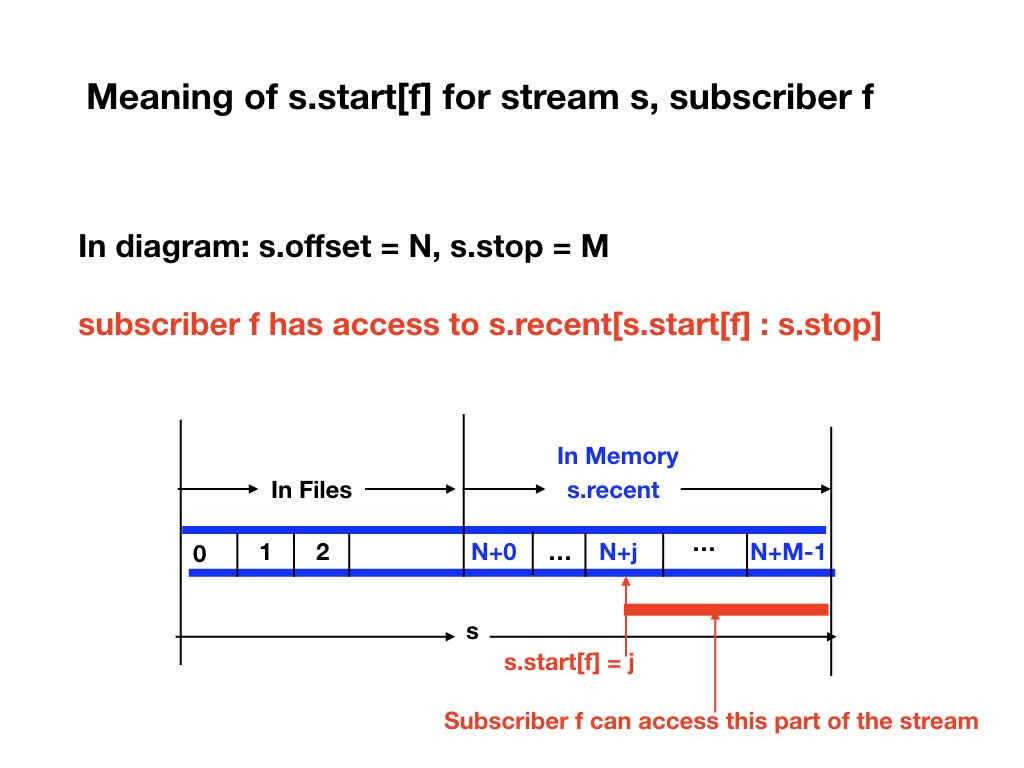 Meaning of s.start[f] for stream s, subscriber f
In diagram: s.offset = N, s.stop = M
subscriber f has access to s.recent[s.start[f] : s.stop]
In Memory
In Files
s.recent
0 1 2 N+0 ... N+j ... N+M-1
s
s.start[f] = j
Subscriber f can access this part of the stream